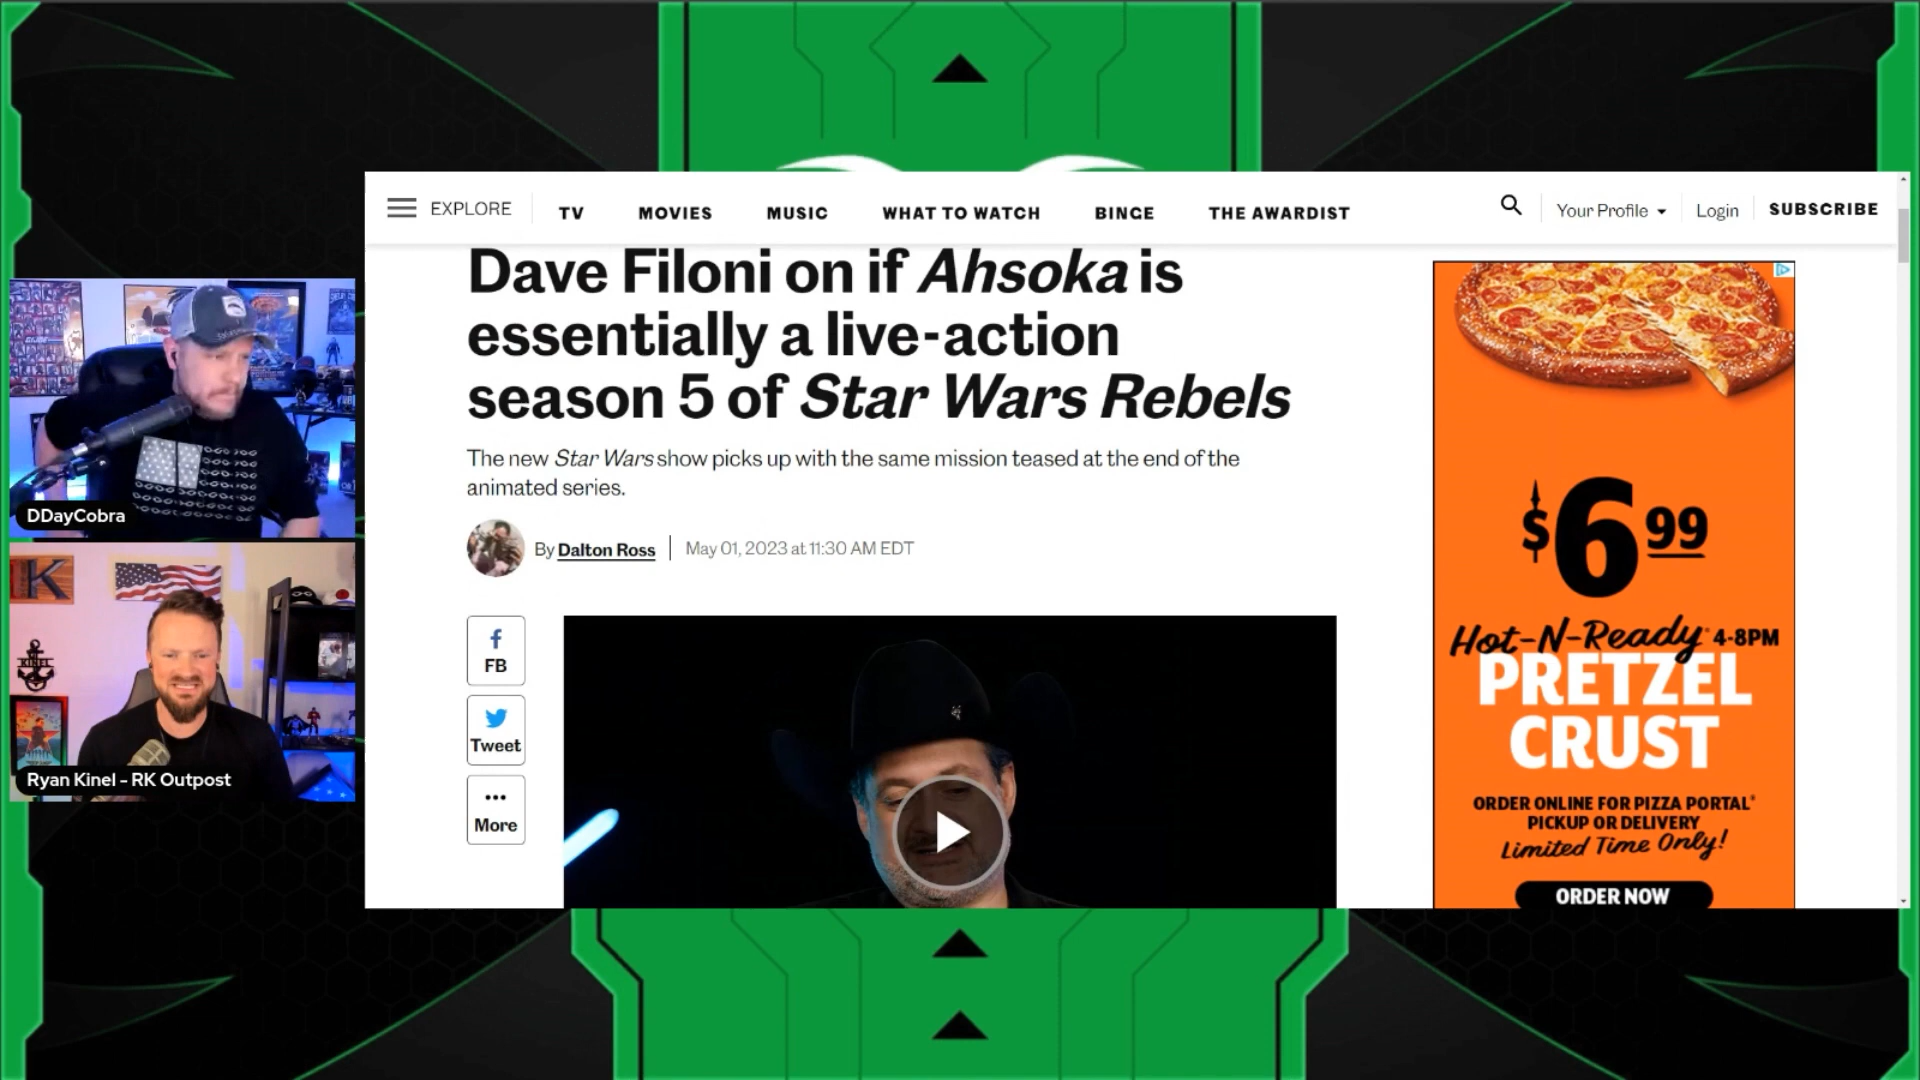 EXPLORE
TV
MOVIES
MUSIC
WHAT TO WATCH
BINGE
THE AWARDIST
Your Profile
Login
SUBSCRIBE
Dave Filoni on if Ahsoka is
essentially a live-action
season 5 of Star Wars Rebels
The new Star Wars show picks up with the same mission teased at the end of the
animated series.
By Dalton Ross
May 01, 2023 at 11:30 AM EDT
FB
Tweet
More
$6.99
Hot-N-Ready® 4-8PM
PRETZEL
CRUST
ORDER ONLINE FOR PIZZA PORTAL®
PICKUP OR DELIVERY
Limited Time Only!
ORDER NOW
DDayCobra
K
KINEL
Ryan Kinel - RK Outpost